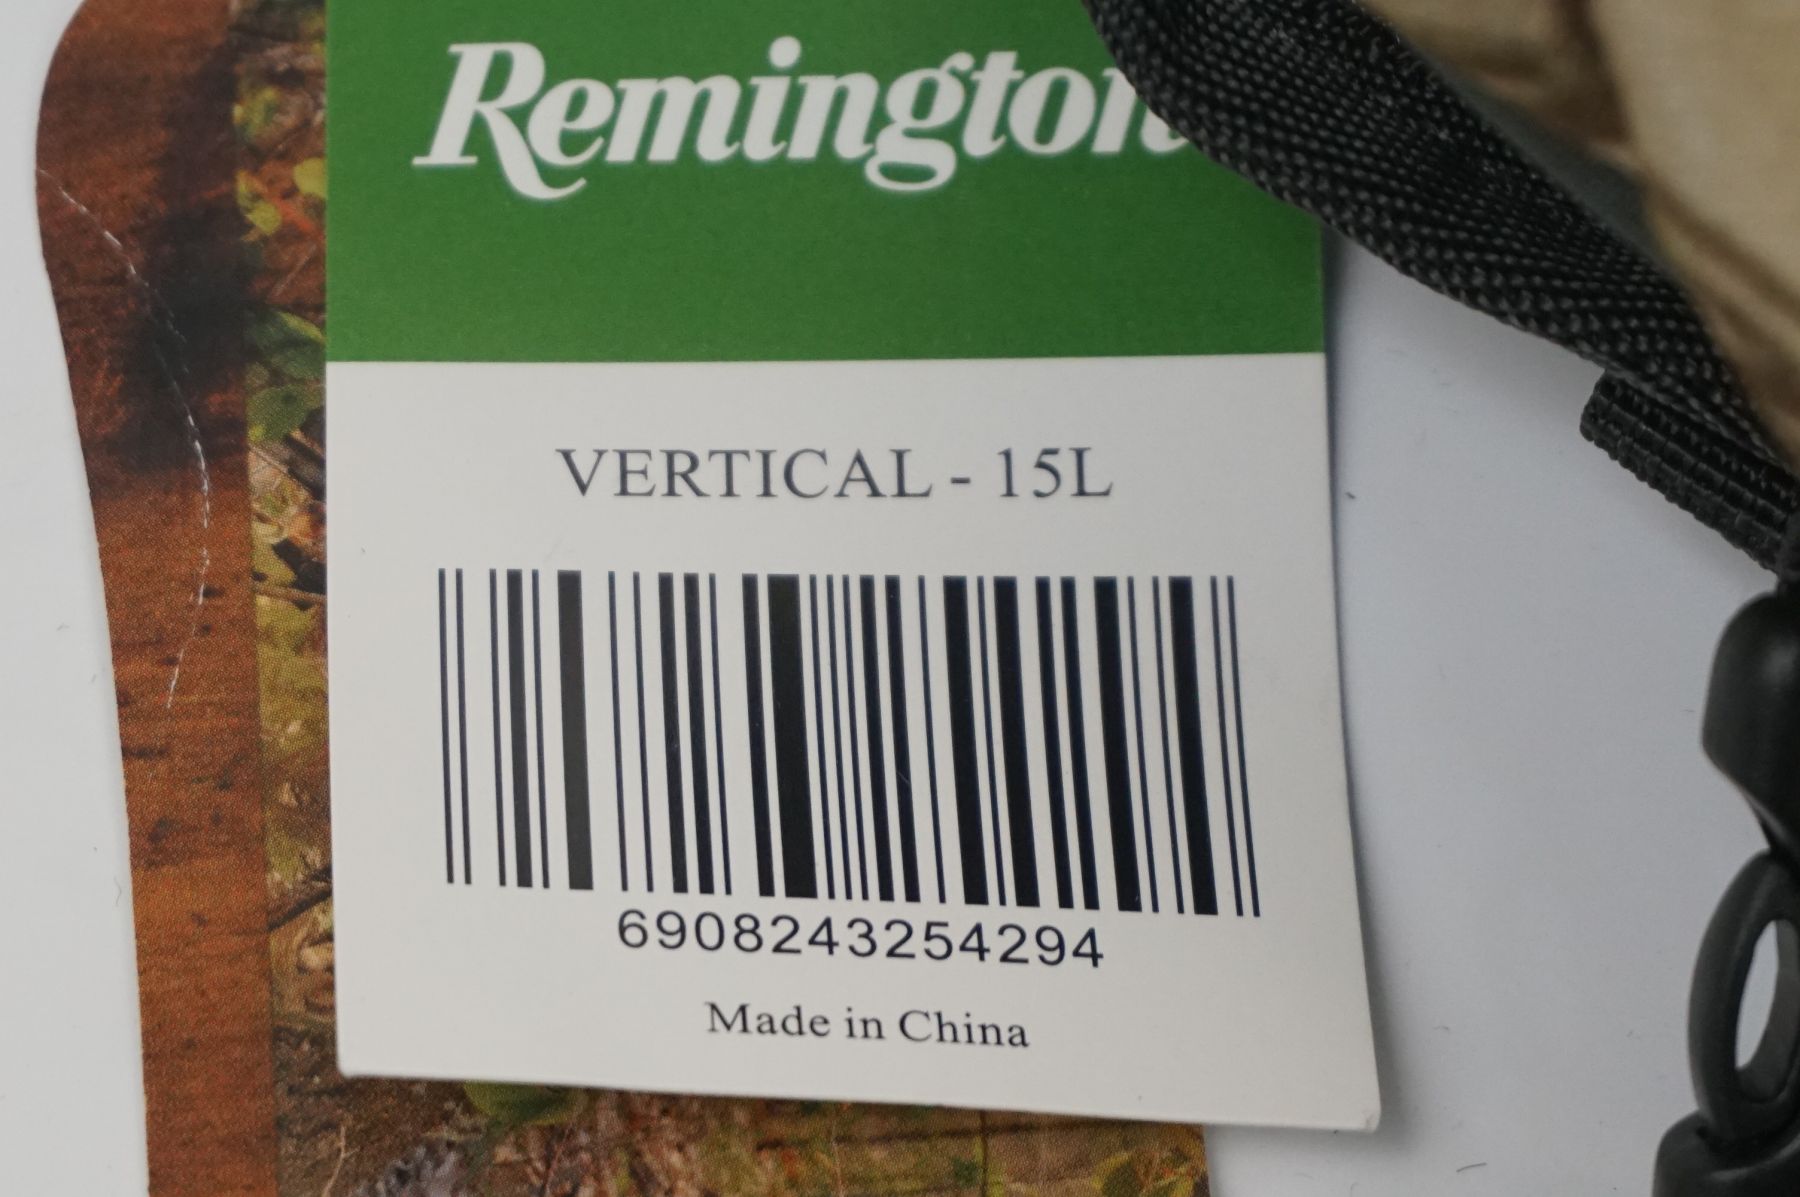 Remington
VERTICAL - 15L
6908243254294
Made in China